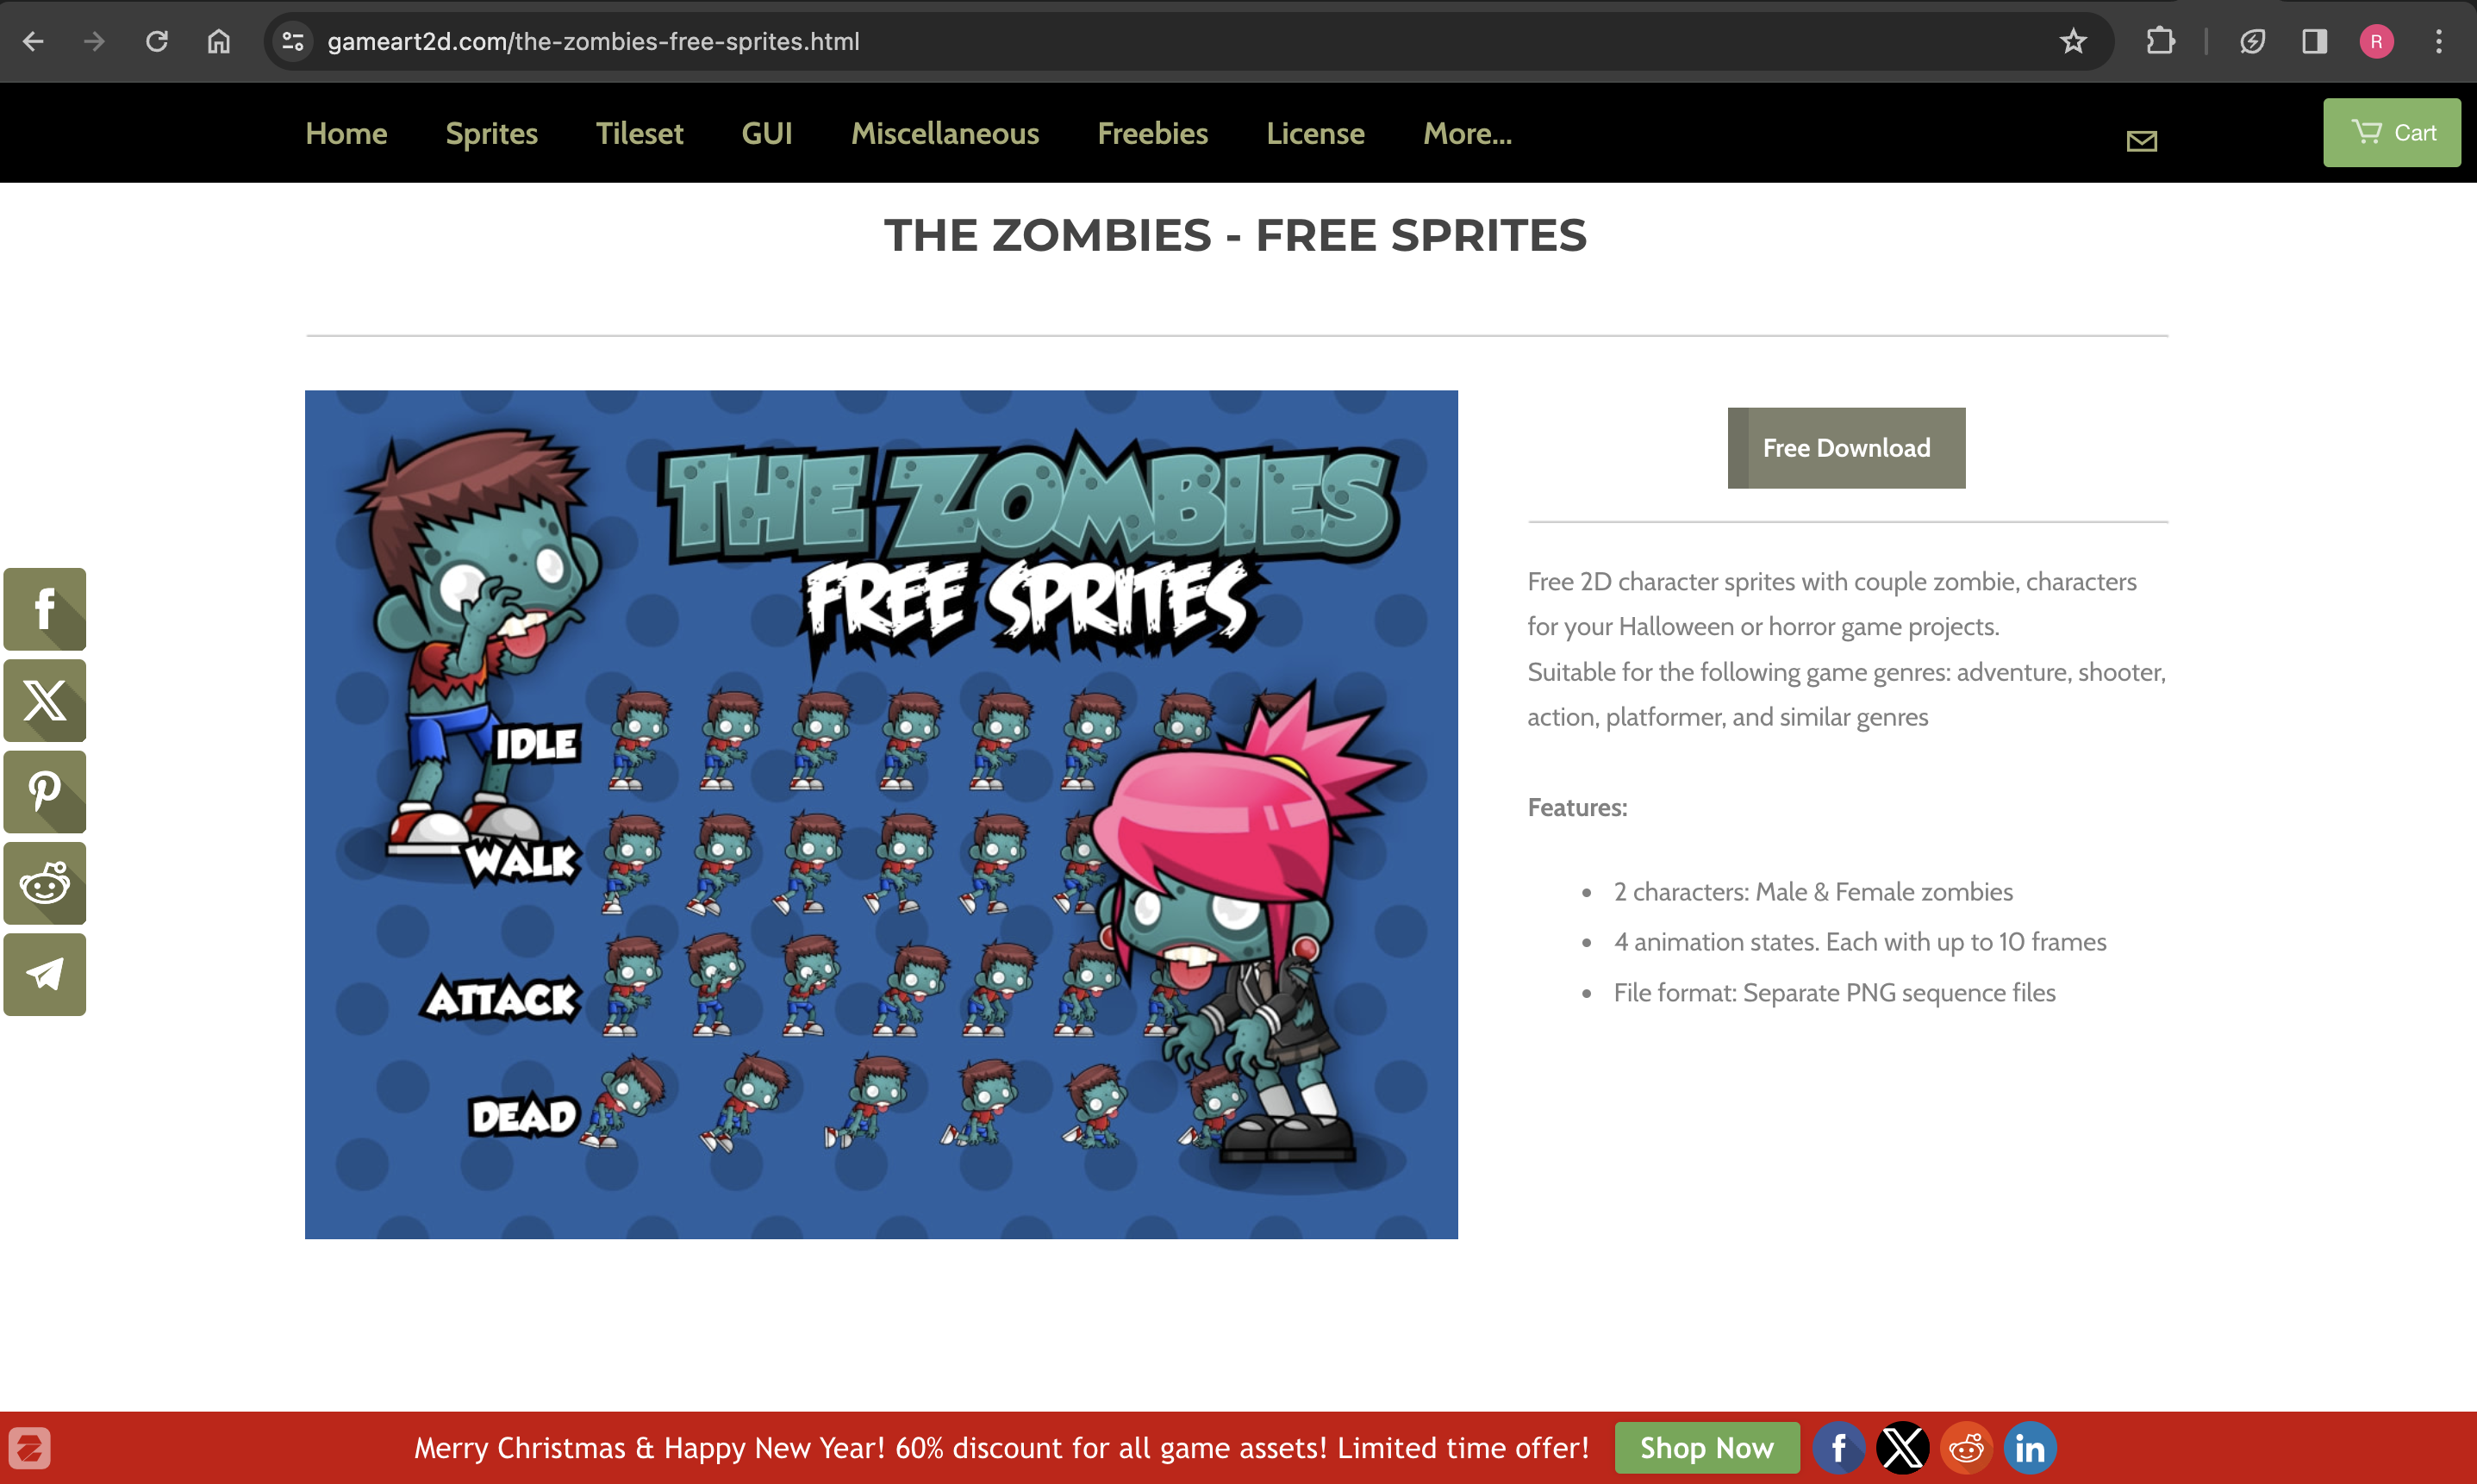 gameart2d.com/the-zombies-free-sprites.html
R
Home Sprites Tileset GUI Miscellaneous Freebies License More...
Cart
THE ZOMBIES - FREE SPRITES
THE ZOMBIES
FREE SPRITES
IDLE
WALK
ATTACK
DEAD
Free Download
Free 2D character sprites with couple zombie, characters
for your Halloween or horror game projects.
Suitable for the following game genres: adventure, shooter,
action, platformer, and similar genres
Features:
• 2 characters: Male & Female zombies
• 4 animation states. Each with up to 10 frames
• File format: Separate PNG sequence files
Merry Christmas & Happy New Year! 60% discount for all game assets! Limited time offer! Shop Now